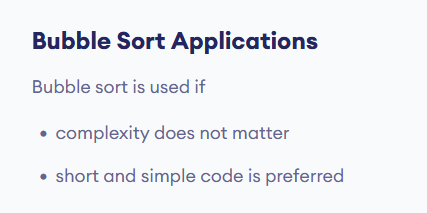 Bubble Sort Applications
Bubble sort is used if
• complexity does not matter
• short and simple code is preferred